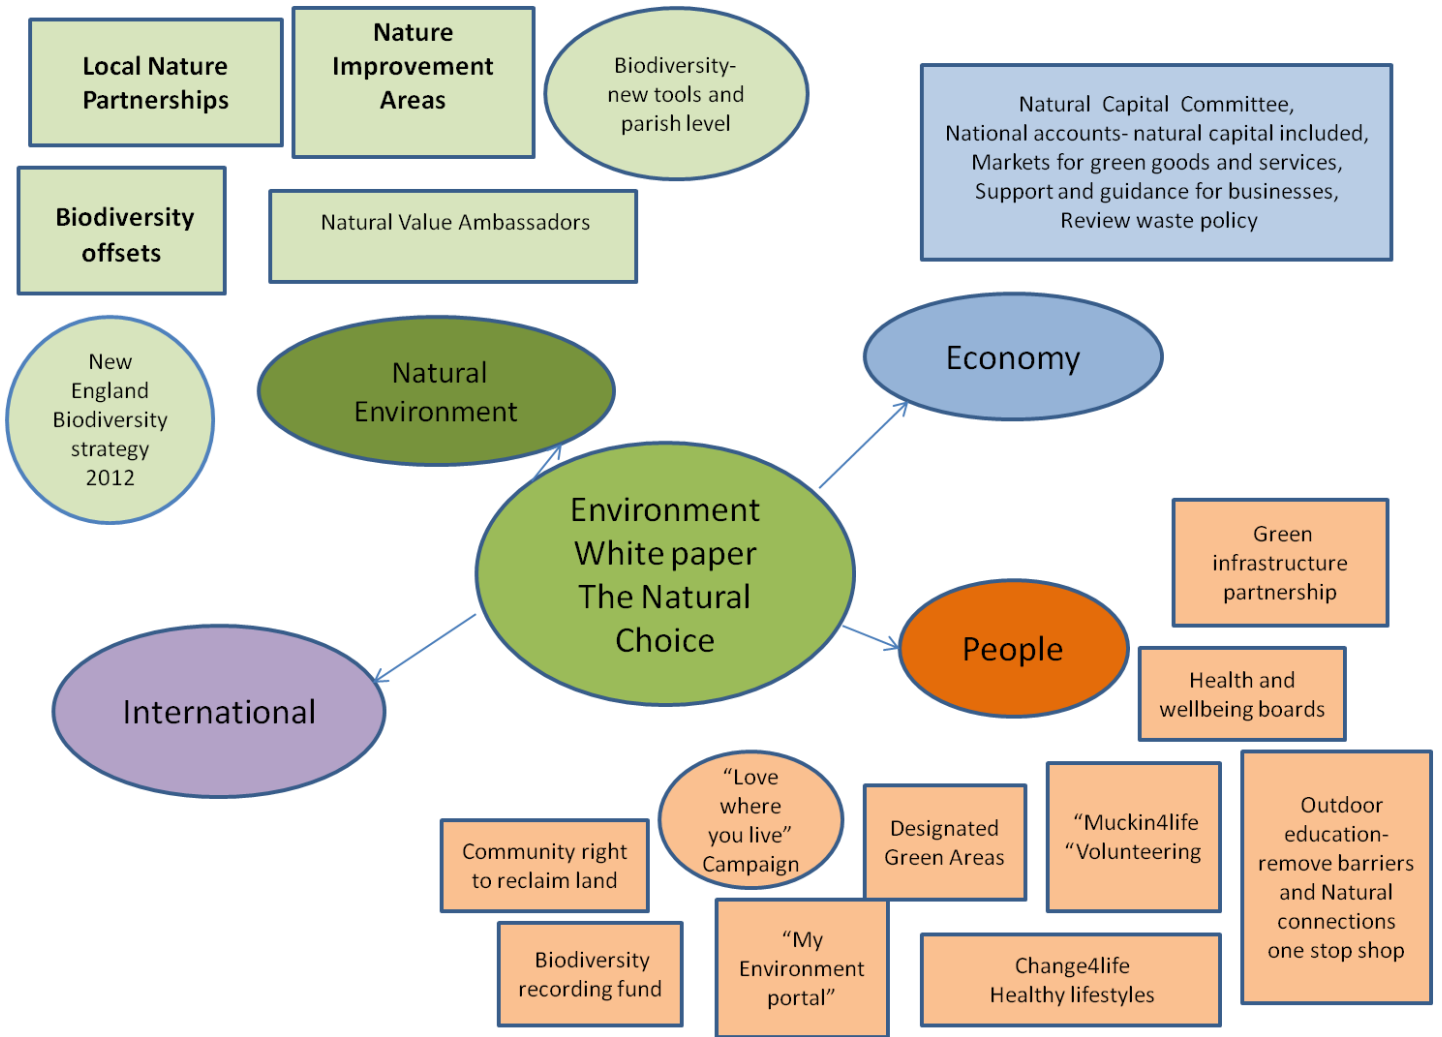 Local Nature
Partnerships
Nature
Improvement
Areas
Biodiversity-
new tools and
parish level
Natural Capital Committee,
National accounts- natural capital included,
Markets for green goods and services,
Support and guidance for businesses,
Review waste policy
Biodiversity
offsets
Natural Value Ambassadors
New
England
Biodiversity
strategy
2012
Natural
Environment
Economy
Environment
White paper
The Natural
Choice
Green
infrastructure
partnership
People
International
Health and
wellbeing boards
“Love
where
you live”
Campaign
Designated
Green Areas
“Muckin4life
“Volunteering
Outdoor
education-
remove barriers
and Natural
connections
one stop shop
Community right
to reclaim land
Biodiversity
recording fund
“My
Environment
portal”
Change4life
Healthy lifestyles